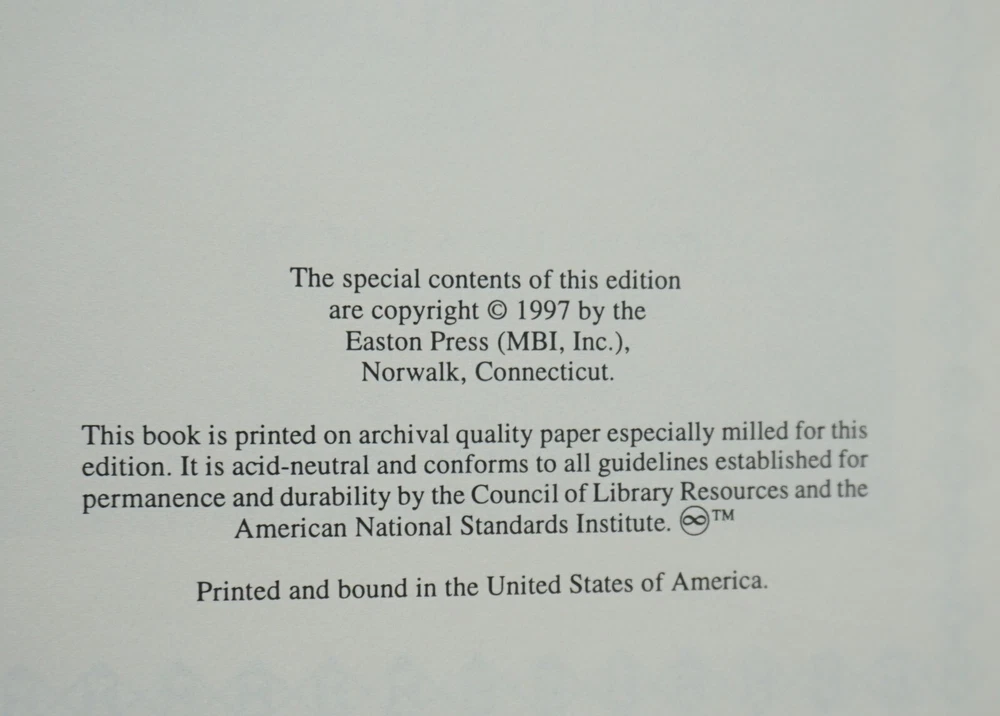 The special contents of this edition
are copyright © 1997 by the
Easton Press (MBI, Inc.),
Norwalk, Connecticut.
This book is printed on archival quality paper especially milled for this
edition. It is acid-neutral and conforms to all guidelines established for
permanence and durability by the Council of Library Resources and the
American National Standards Institute. ♾™
Printed and bound in the United States of America.